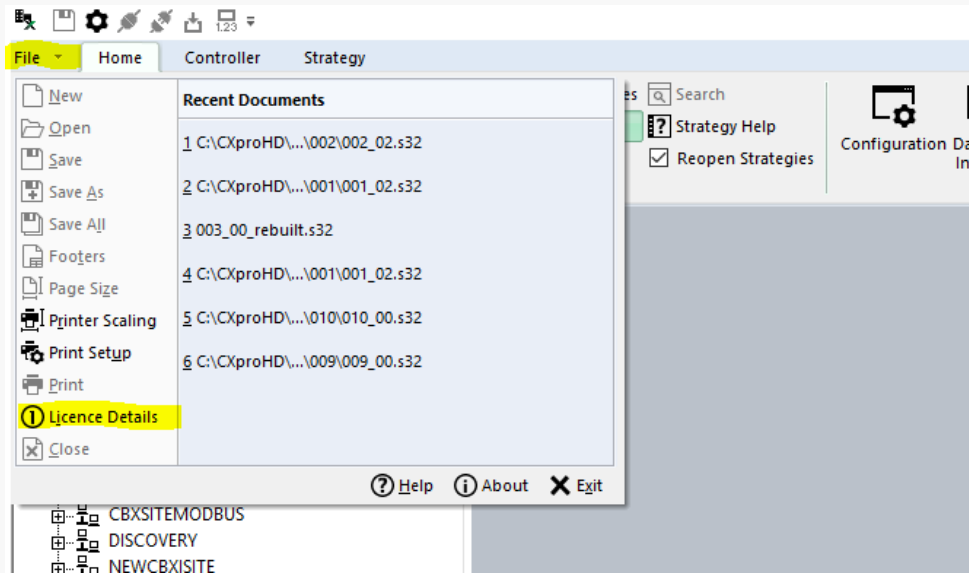 1.23
File Home Controller Strategy
New
Open
Save
Save As
Save All
Footers
Page Size
Printer Scaling
Print Setup
Print
Licence Details
Close
Recent Documents
1 C:\CXproHD\...\002\002_02.s32
2 C:\CXproHD\...\001\001_02.s32
3 003_00_rebuilt.s32
4 C:\CXproHD\...\001\001_02.s32
5 C:\CXproHD\...\010\010_00.s32
6 C:\CXproHD\...\009\009_00.s32
Help About Exit
es Search
Strategy Help
Reopen Strategies
Configuration
CBXSITEMODBUS
DISCOVERY
NEWCBXISITE